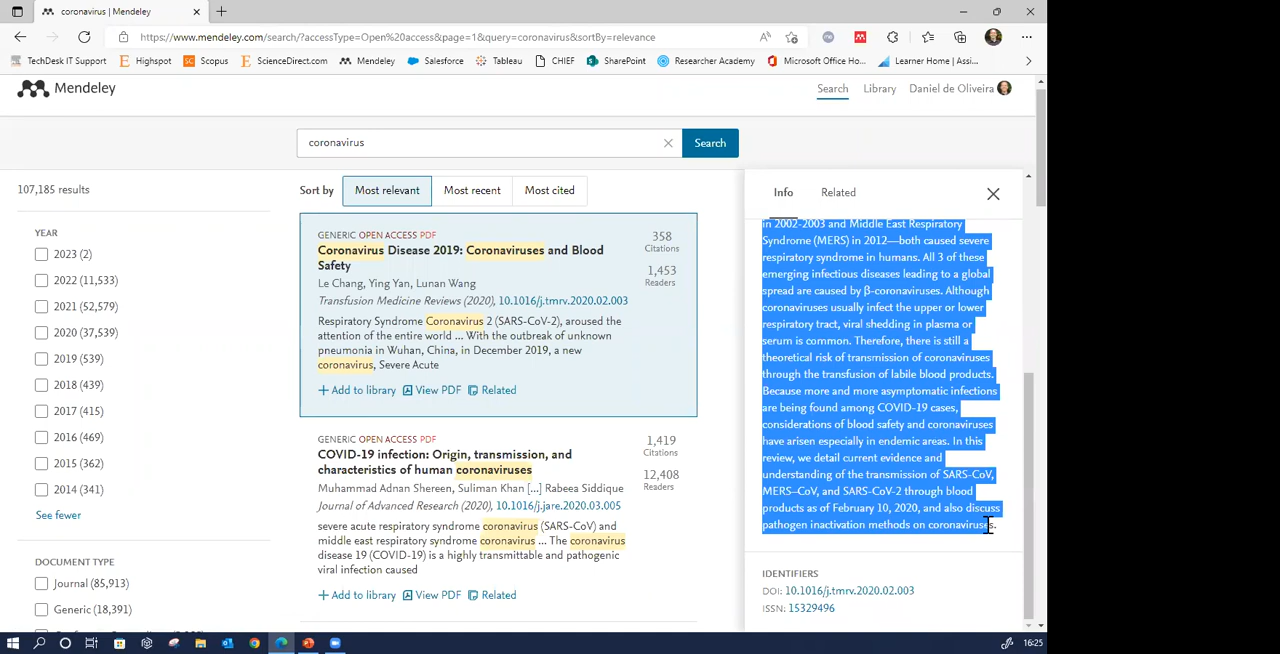 coronavirus | Mendeley
https://www.mendeley.com/search/?accessType=Open%20access&page=1&query=coronavirus&sortBy=relevance
TechDesk IT Support
Highspot
Scopus
ScienceDirect.com
Mendeley
Salesforce
Tableau
CHIEF
SharePoint
Researcher Academy
Microsoft Office Ho...
Learner Home | Assi...
Mendeley
Search
Library
Daniel de Oliveira
coronavirus
Search
107,185 results
Sort by
Most relevant
Most recent
Most cited
YEAR
2023 (2)
2022 (11,533)
2021 (52,579)
2020 (37,539)
2019 (539)
2018 (439)
2017 (415)
2016 (469)
2015 (362)
2014 (341)
See fewer
DOCUMENT TYPE
Journal (85,913)
Generic (18,391)
GENERIC OPEN ACCESS PDF
Coronavirus Disease 2019: Coronaviruses and Blood
Safety
Le Chang, Ying Yan, Lunan Wang
Transfusion Medicine Reviews (2020), 10.1016/j.tmrv.2020.02.003
358
Citations
1,453
Readers
Respiratory Syndrome Coronavirus 2 (SARS-CoV-2), aroused the
attention of the entire world ... With the outbreak of unknown
pneumonia in Wuhan, China, in December 2019, a new
coronavirus, Severe Acute
Add to library
View PDF
Related
GENERIC OPEN ACCESS PDF
COVID-19 infection: Origin, transmission, and
characteristics of human coronaviruses
Muhammad Adnan Shereen, Suliman Khan [...] Rabeea Siddique
Journal of Advanced Research (2020), 10.1016/j.jare.2020.03.005
1,419
Citations
12,408
Readers
severe acute respiratory syndrome coronavirus (SARS-CoV) and
middle east respiratory syndrome coronavirus ... The coronavirus
disease 19 (COVID-19) is a highly transmittable and pathogenic
viral infection caused
Add to library
View PDF
Related
Info
Related
in 2002-2003 and Middle East Respiratory
Syndrome (MERS) in 2012—both caused severe
respiratory syndrome in humans. All 3 of these
emerging infectious diseases leading to a global
spread are caused by β-coronaviruses. Although
coronaviruses usually infect the upper or lower
respiratory tract, viral shedding in plasma or
serum is common. Therefore, there is still a
theoretical risk of transmission of coronaviruses
through the transfusion of labile blood products.
Because more and more asymptomatic infections
are being found among COVID-19 cases,
considerations of blood safety and coronaviruses
have arisen especially in endemic areas. In this
review, we detail current evidence and
understanding of the transmission of SARS-CoV,
MERS–CoV, and SARS-CoV-2 through blood
products as of February 10, 2020, and also discuss
pathogen inactivation methods on coronaviruses.
IDENTIFIERS
DOI: 10.1016/j.tmrv.2020.02.003
ISSN: 15329496
16:25